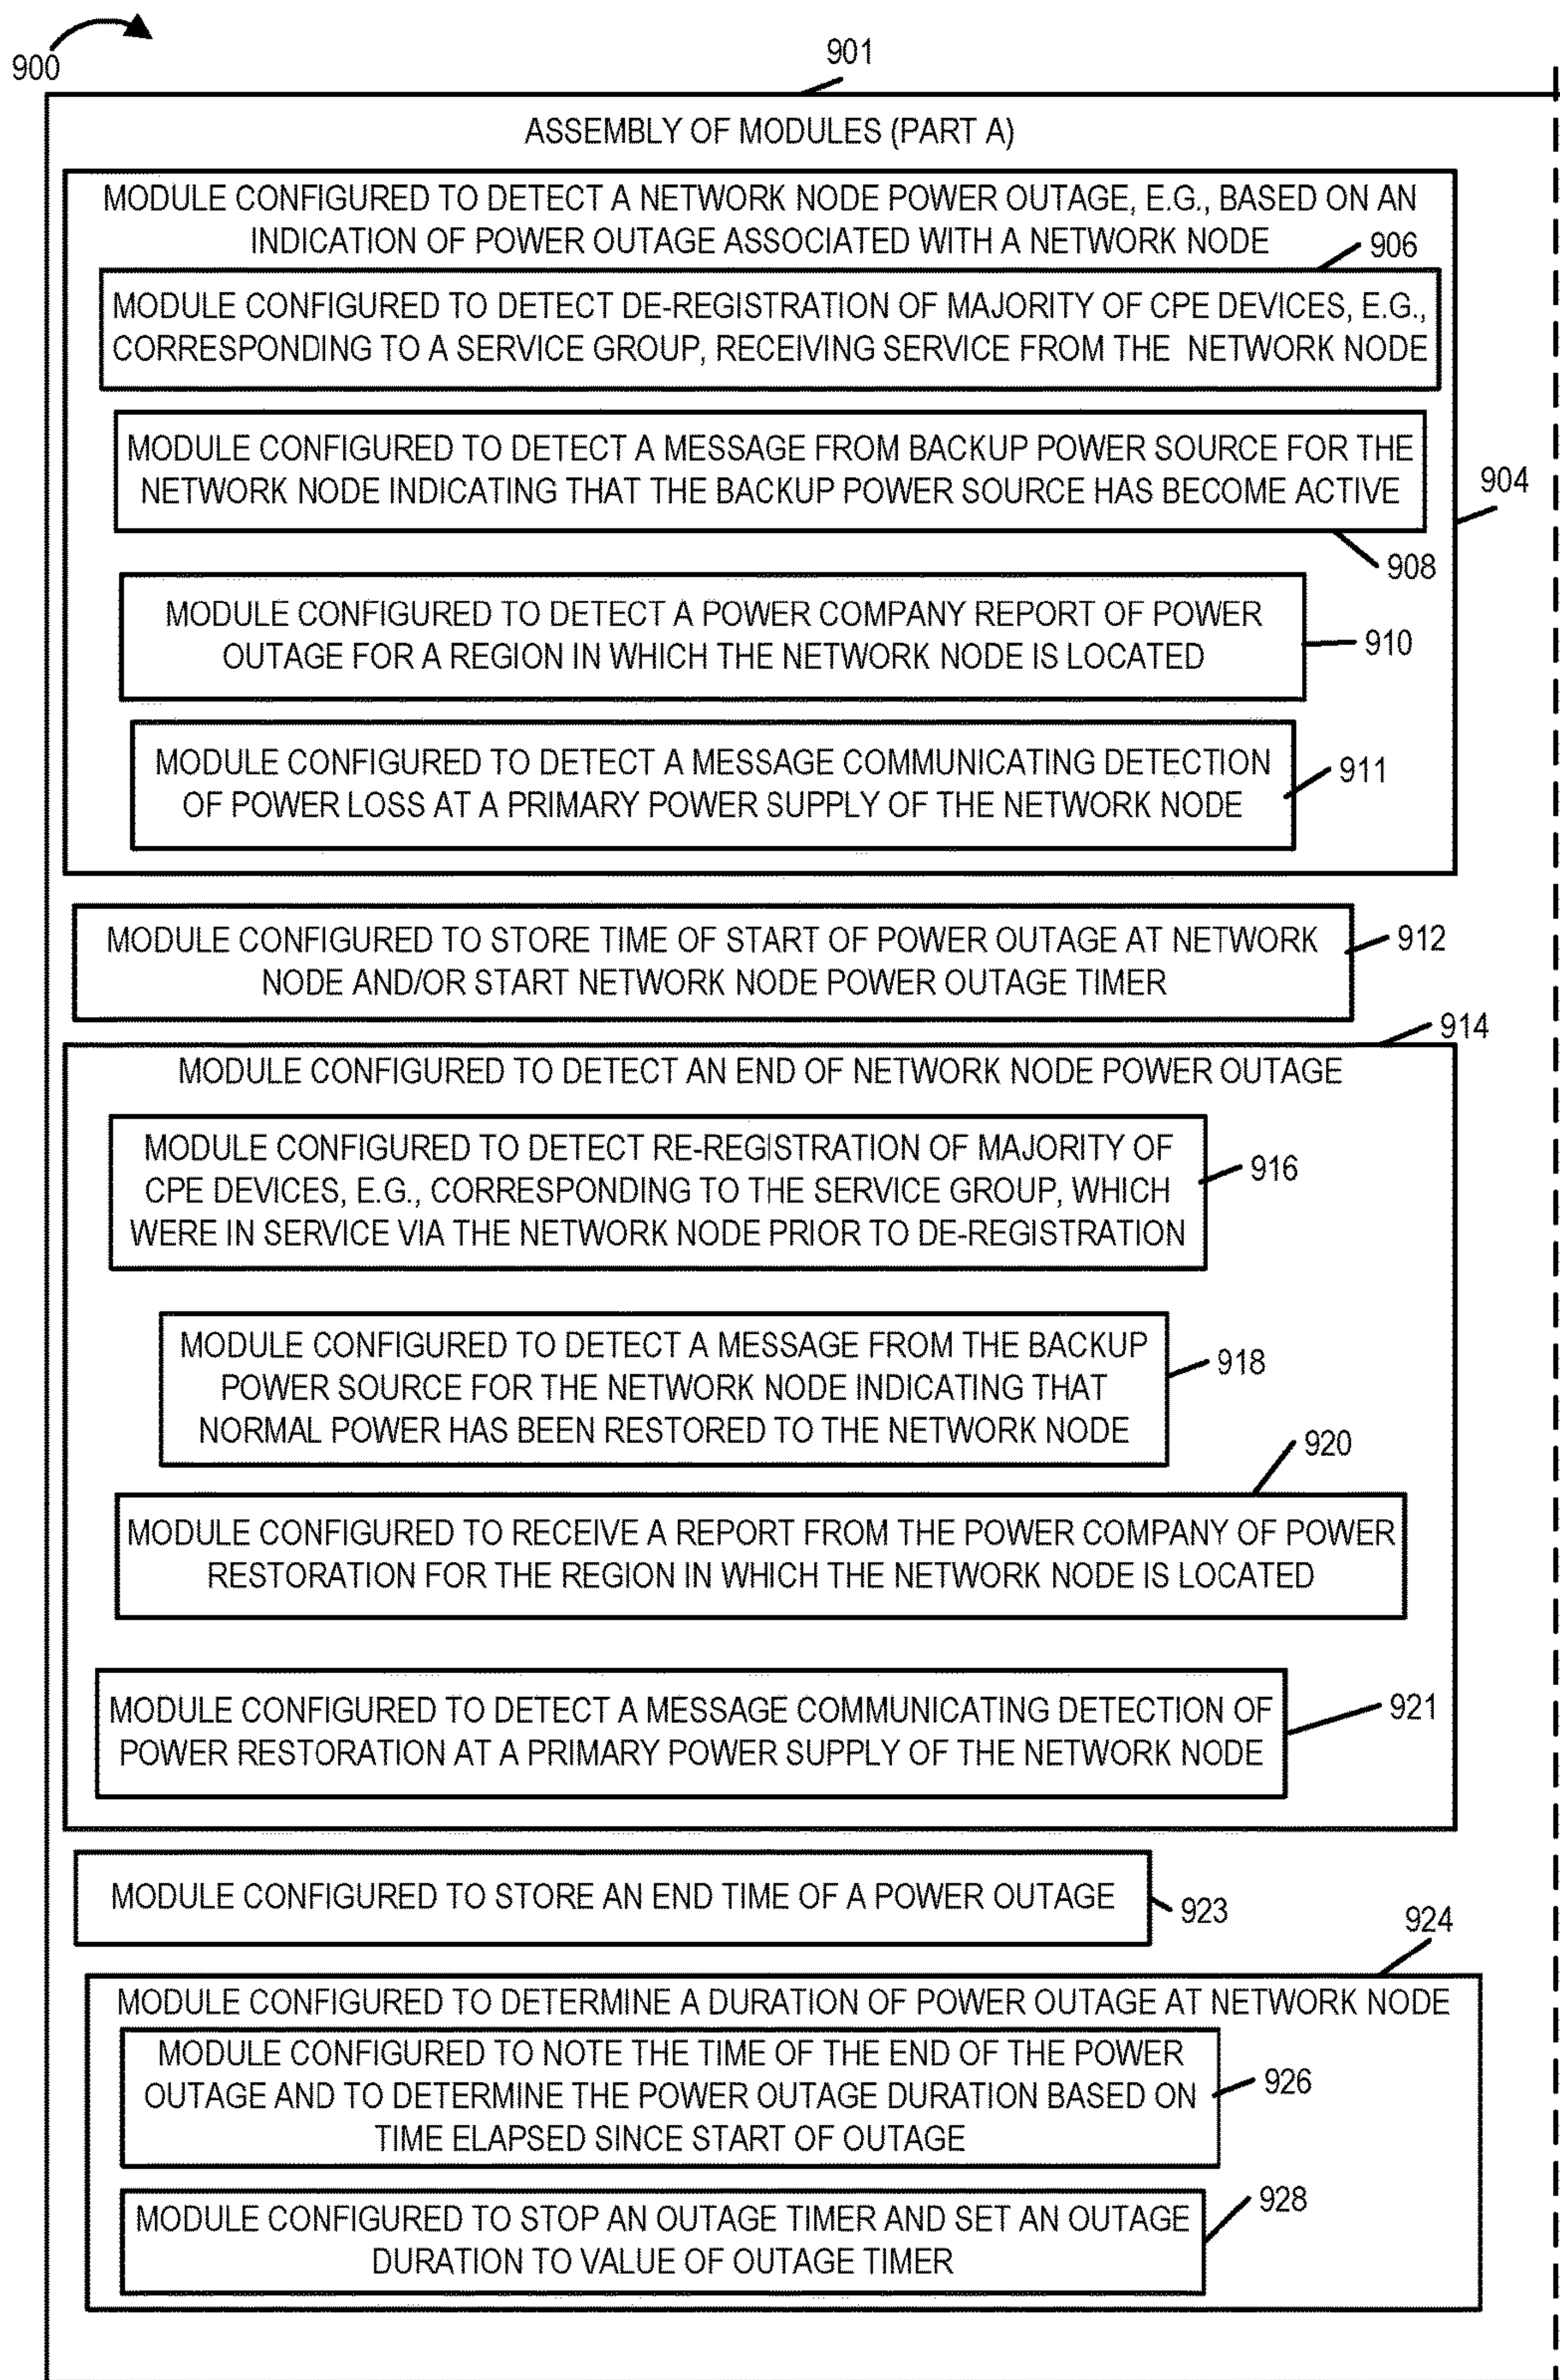 900
901
ASSEMBLY OF MODULES (PART A)
MODULE CONFIGURED TO DETECT A NETWORK NODE POWER OUTAGE, E.G., BASED ON AN
INDICATION OF POWER OUTAGE ASSOCIATED WITH A NETWORK NODE
906
MODULE CONFIGURED TO DETECT DE-REGISTRATION OF MAJORITY OF CPE DEVICES, E.G.,
CORRESPONDING TO A SERVICE GROUP, RECEIVING SERVICE FROM THE NETWORK NODE
MODULE CONFIGURED TO DETECT A MESSAGE FROM BACKUP POWER SOURCE FOR THE
NETWORK NODE INDICATING THAT THE BACKUP POWER SOURCE HAS BECOME ACTIVE
904
908
MODULE CONFIGURED TO DETECT A POWER COMPANY REPORT OF POWER
OUTAGE FOR A REGION IN WHICH THE NETWORK NODE IS LOCATED
910
MODULE CONFIGURED TO DETECT A MESSAGE COMMUNICATING DETECTION
OF POWER LOSS AT A PRIMARY POWER SUPPLY OF THE NETWORK NODE
911
MODULE CONFIGURED TO STORE TIME OF START OF POWER OUTAGE AT NETWORK
NODE AND/OR START NETWORK NODE POWER OUTAGE TIMER
912
914
MODULE CONFIGURED TO DETECT AN END OF NETWORK NODE POWER OUTAGE
MODULE CONFIGURED TO DETECT RE-REGISTRATION OF MAJORITY OF
CPE DEVICES, E.G., CORRESPONDING TO THE SERVICE GROUP, WHICH
WERE IN SERVICE VIA THE NETWORK NODE PRIOR TO DE-REGISTRATION
916
MODULE CONFIGURED TO DETECT A MESSAGE FROM THE BACKUP
POWER SOURCE FOR THE NETWORK NODE INDICATING THAT
NORMAL POWER HAS BEEN RESTORED TO THE NETWORK NODE
918
920
MODULE CONFIGURED TO RECEIVE A REPORT FROM THE POWER COMPANY OF POWER
RESTORATION FOR THE REGION IN WHICH THE NETWORK NODE IS LOCATED
MODULE CONFIGURED TO DETECT A MESSAGE COMMUNICATING DETECTION OF
POWER RESTORATION AT A PRIMARY POWER SUPPLY OF THE NETWORK NODE
921
MODULE CONFIGURED TO STORE AN END TIME OF A POWER OUTAGE
923
924
MODULE CONFIGURED TO DETERMINE A DURATION OF POWER OUTAGE AT NETWORK NODE
MODULE CONFIGURED TO NOTE THE TIME OF THE END OF THE POWER
OUTAGE AND TO DETERMINE THE POWER OUTAGE DURATION BASED ON
TIME ELAPSED SINCE START OF OUTAGE
926
MODULE CONFIGURED TO STOP AN OUTAGE TIMER AND SET AN OUTAGE
DURATION TO VALUE OF OUTAGE TIMER
928